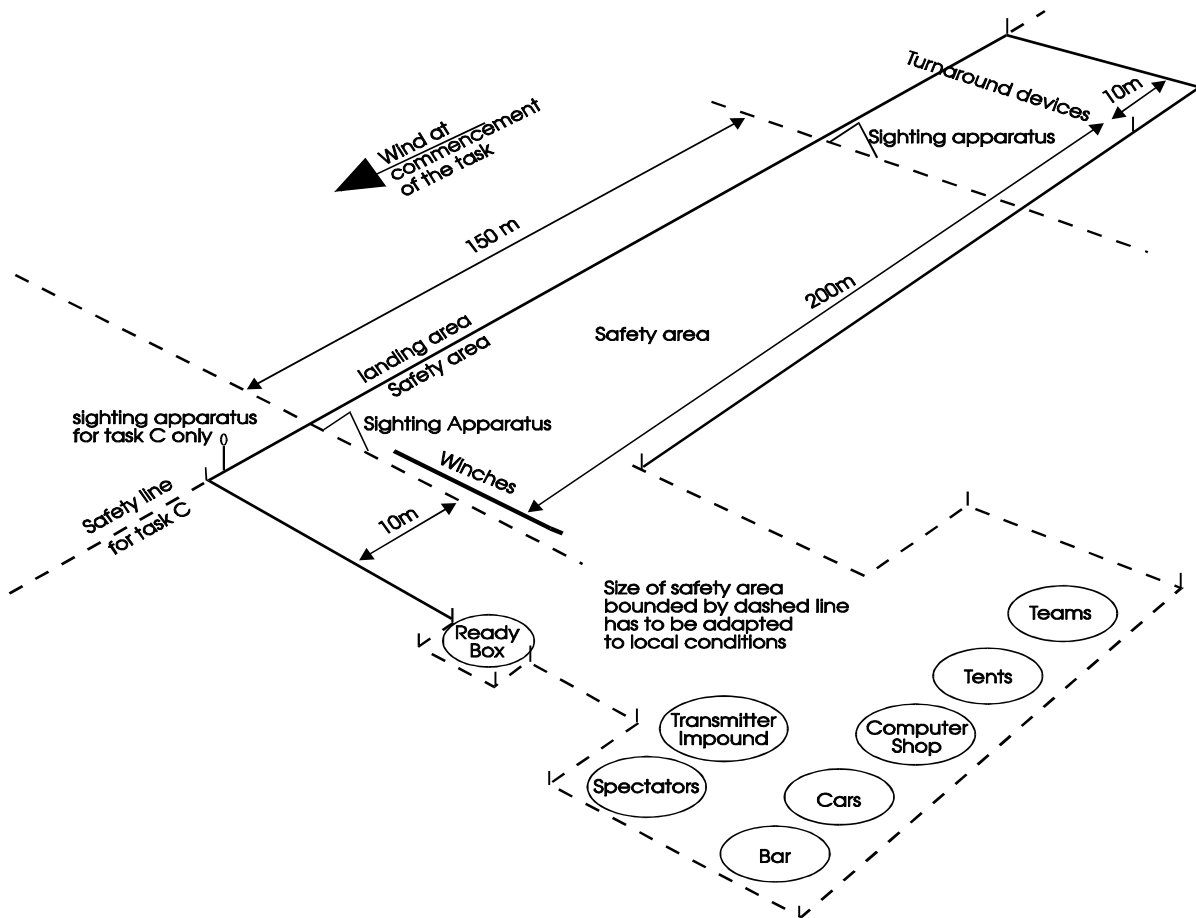 Turnaround devices
10m
Sighting apparatus
Wind at
commencement
of the task
150 m
200m
Safety area
landing area
Safety area
sighting apparatus
for task C only
Sighting Apparatus
Winches
Safety line
for task C
10m
Size of safety area
bounded by dashed line
has to be adapted
to local conditions
Ready
Box
Teams
Tents
Transmitter
Impound
Computer
Shop
Spectators
Cars
Bar